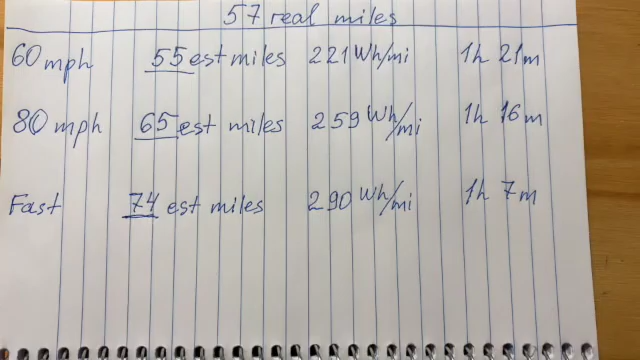 57 real miles
60 mph 55 est miles 221 Wh/mi 1h 21m
80 mph 65 est miles 259 Wh/mi 1h 16m
Fast 74 est miles 290 Wh/mi 1h 7m